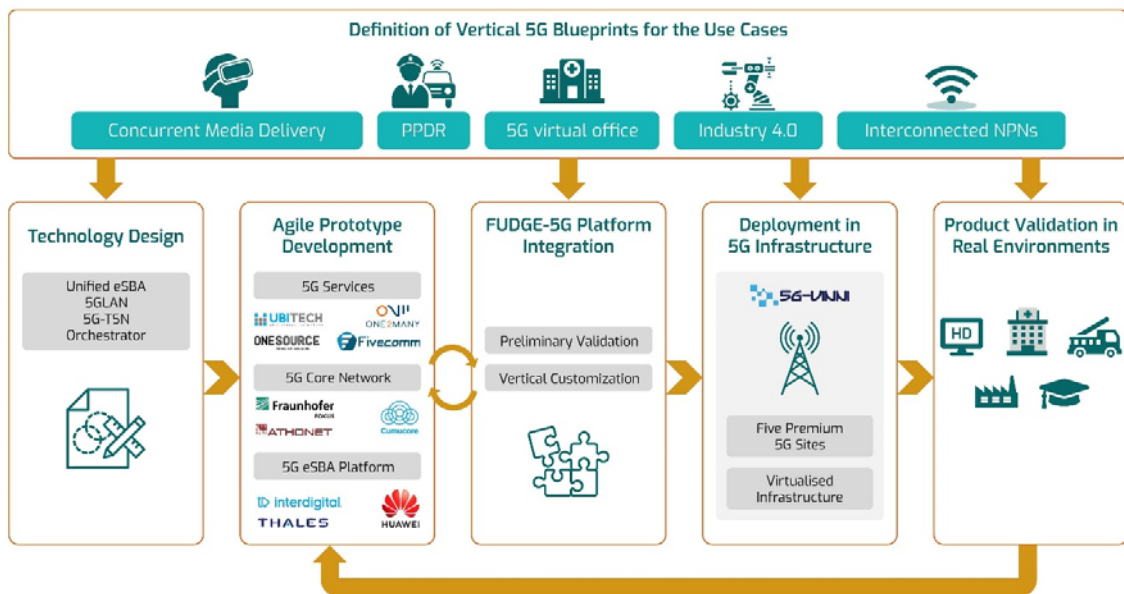 Definition of Vertical 5G Blueprints for the Use Cases
Concurrent Media Delivery
PPDR
5G virtual office
Industry 4.0
Interconnected NPNs
Technology Design
Unified eSBA
5GLAN
5G-TSN
Orchestrator
Agile Prototype
Development
5G Services
UBITECH
ONE2MANY
ONESOURCE
Fivecomm
5G Core Network
Fraunhofer
FOKUS
ATHONET
Cumucore
5G eSBA Platform
interdigital
THALES
HUAWEI
FUDGE-5G Platform
Integration
Preliminary Validation
Vertical Customization
Deployment in
5G Infrastructure
5G-VINNI
Five Premium
5G Sites
Virtualised
Infrastructure
Product Validation in
Real Environments
HD